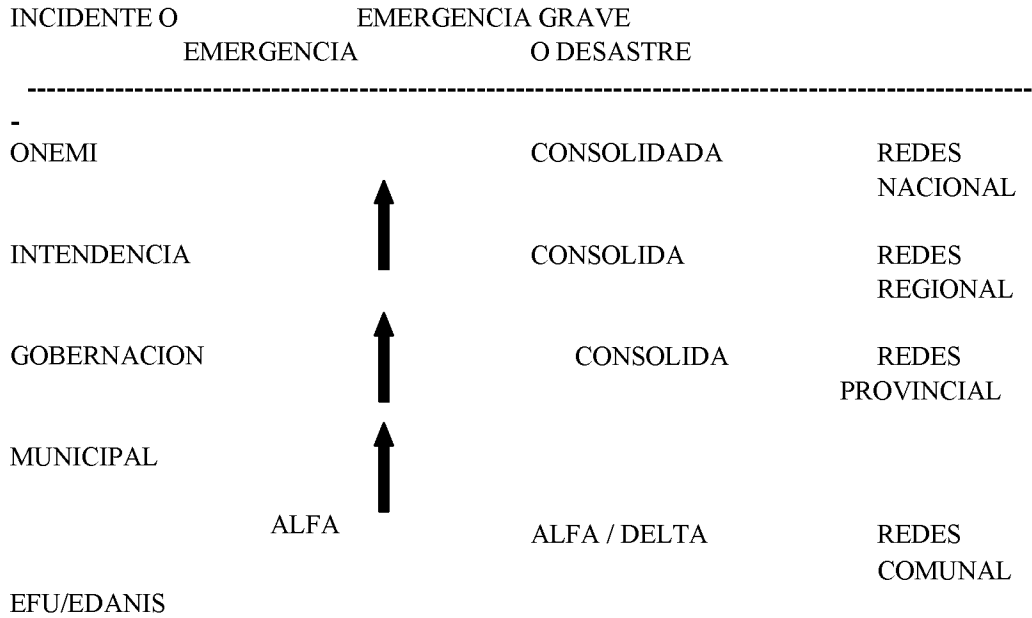 INCIDENTE O EMERGENCIA GRAVE
EMERGENCIA O DESASTRE
-----------------------------------------------------------------------------------------------------------
-
ONEMI CONSOLIDADA REDES
NACIONAL
INTENDENCIA CONSOLIDA REDES
REGIONAL
GOBERNACION CONSOLIDA REDES
PROVINCIAL
MUNICIPAL
ALFA ALFA / DELTA REDES
COMUNAL
EFU/EDANIS